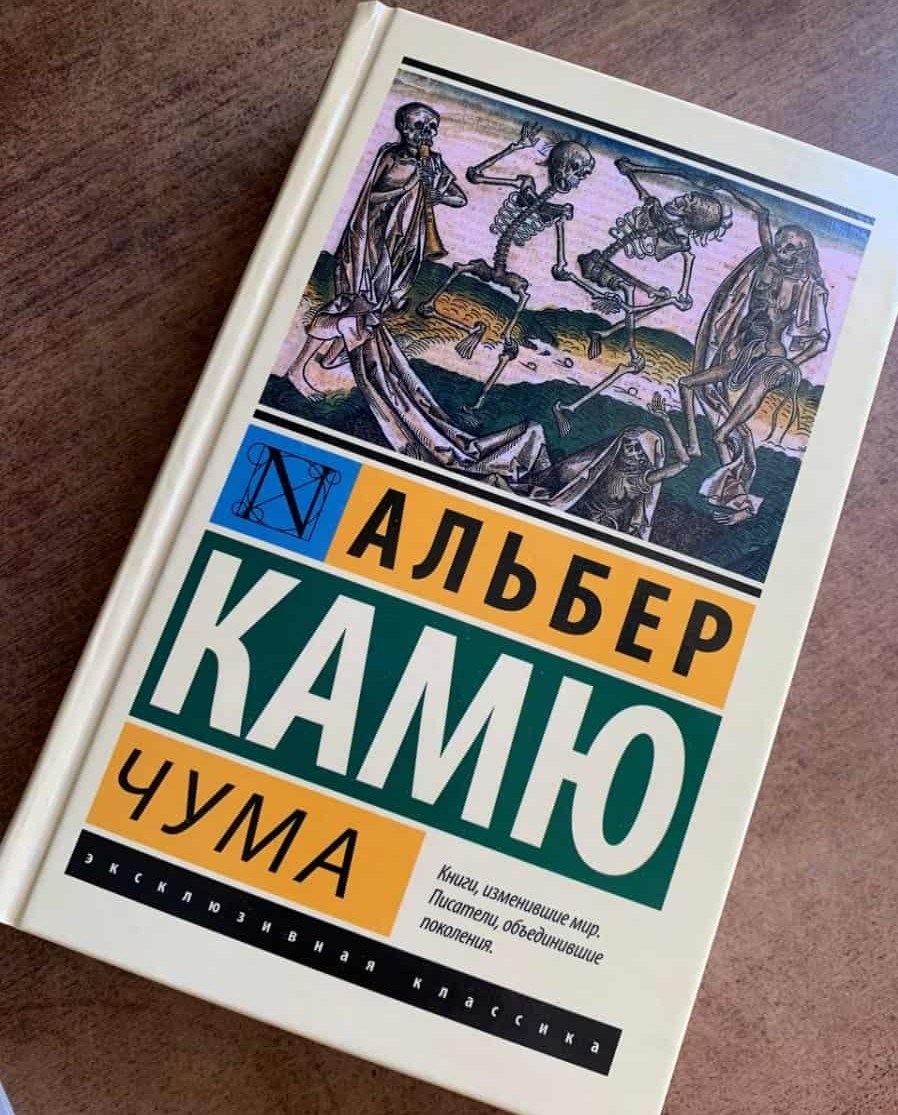 N
АЛЬБЕР
КАМЮ
ЧУМА
Книги, изменившие мир.
Писатели, объединившие
поколения.
эксклюзивная классика